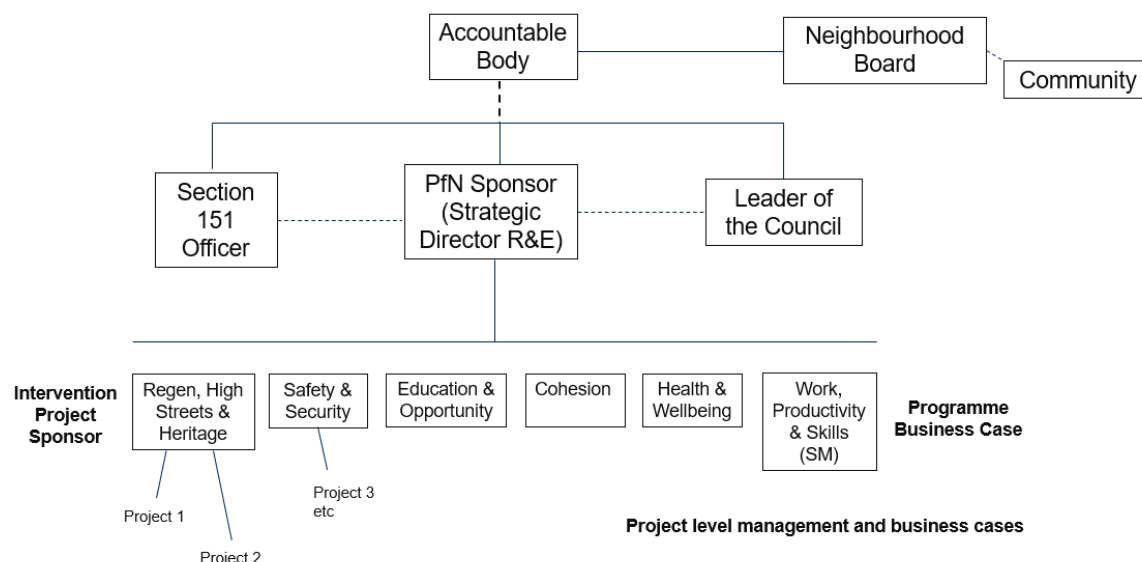 Accountable
Body
Neighbourhood
Board
Community
Section
151
Officer
PfN Sponsor
(Strategic
Director R&E)
Leader of
the Council
Intervention
Project
Sponsor
Regen, High
Streets &
Heritage
Safety &
Security
Education &
Opportunity
Cohesion
Health &
Wellbeing
Work,
Productivity
& Skills
(SM)
Programme
Business Case
Project 1
Project 2
Project 3
etc
Project level management and business cases